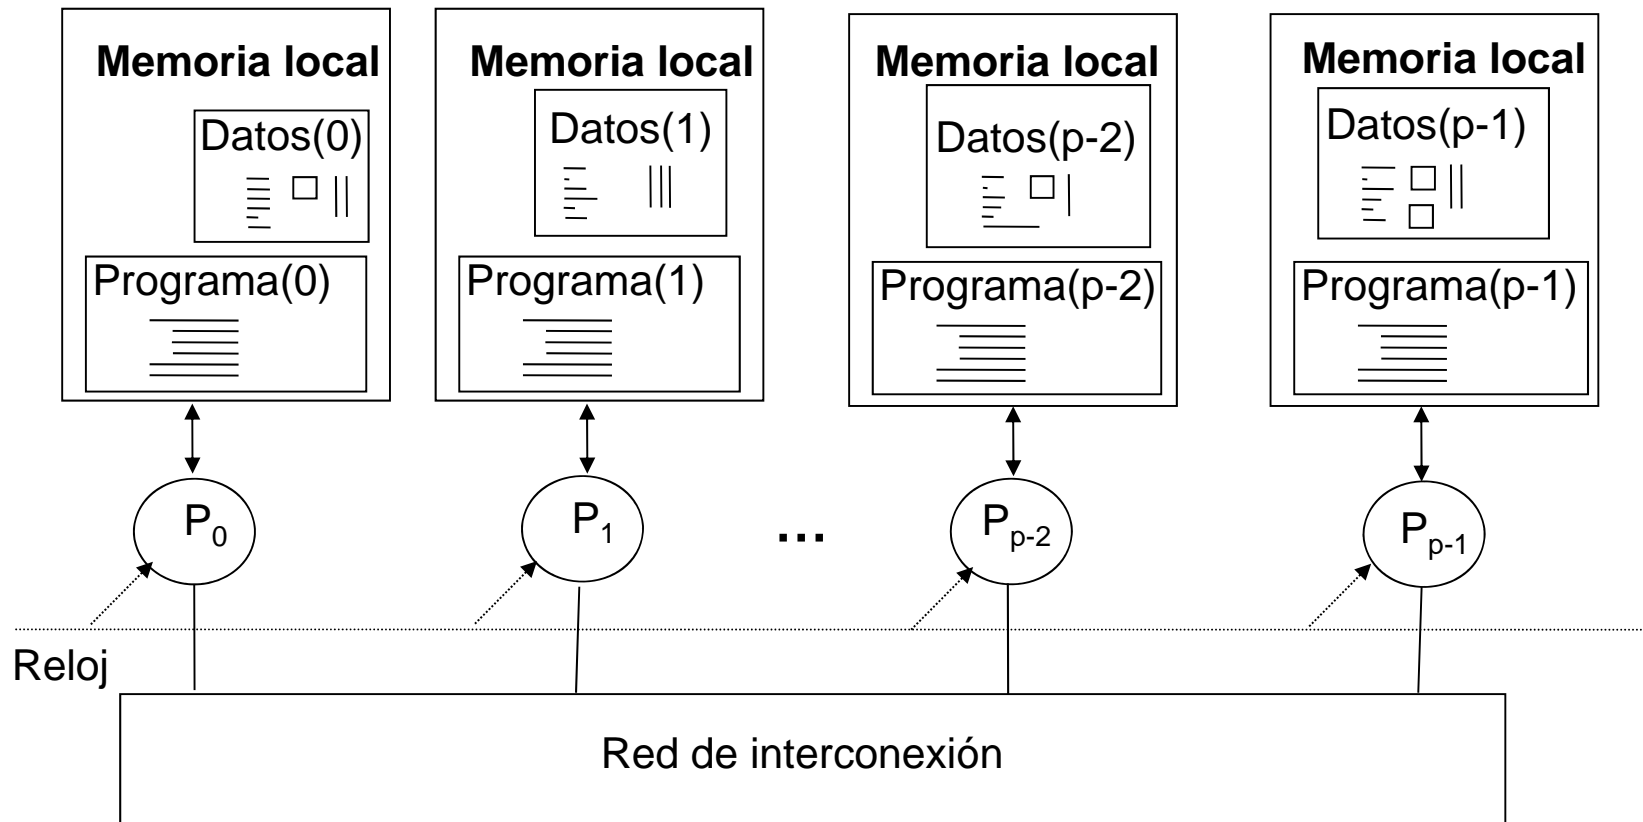 Memoria local
Datos(0)
Programa(0)
Memoria local
Datos(1)
Programa(1)
Memoria local
Datos(p-2)
Programa(p-2)
Memoria local
Datos(p-1)
Programa(p-1)
P0
P1
...
Pp-2
Pp-1
Reloj
Red de interconexión